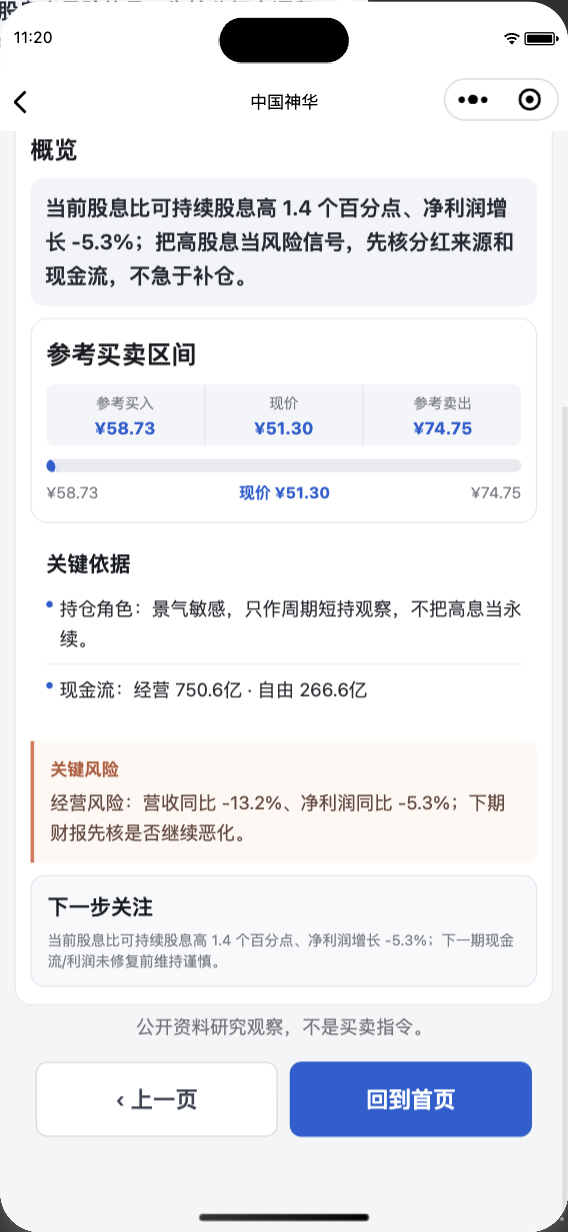 11:20
中国神华
概览
当前股息比可持续股息高 1.4 个百分点、净利润增
长 -5.3%；把高股息当风险信号，先核分红来源和
现金流，不急于补仓。
参考买卖区间
参考买入
现价
参考卖出
¥58.73
¥51.30
¥74.75
¥58.73
现价 ¥51.30
¥74.75
关键依据
持仓角色：景气敏感，只作周期短持观察，不把高息当永
续。
现金流：经营 750.6亿 · 自由 266.6亿
关键风险
经营风险：营收同比 -13.2%、净利润同比 -5.3%；下期
财报先核是否继续恶化。
下一步关注
当前股息比可持续股息高 1.4 个百分点、净利润增长 -5.3%；下一期现金
流/利润未修复前维持谨慎。
公开资料研究观察，不是买卖指令。
‹ 上一页
回到首页